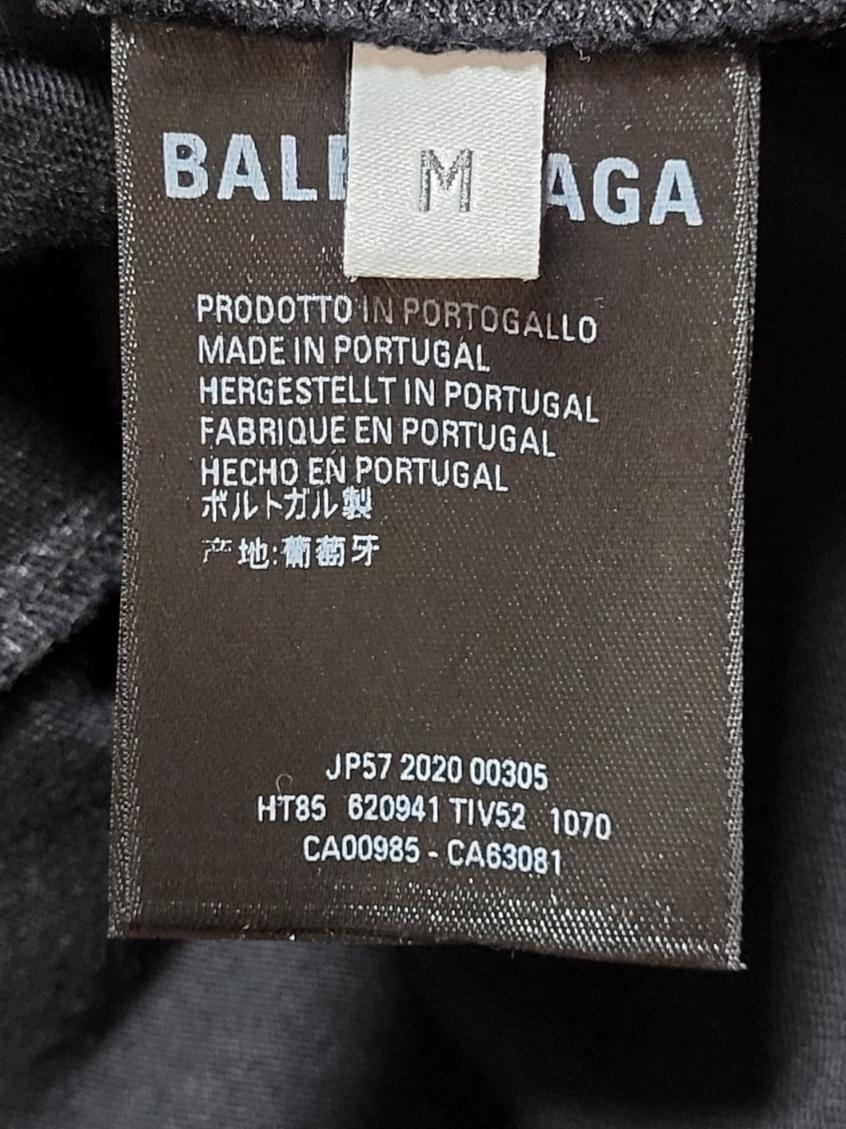 BALE AGA
M
PRODOTTO IN PORTOGALLO
MADE IN PORTUGAL
HERGESTELLT IN PORTUGAL
FABRIQUE EN PORTUGAL
HECHO EN PORTUGAL
ポルトガル製
产地:葡萄牙
JP57 2020 00305
HT85 620941 TIV52 1070
CA00985 - CA63081